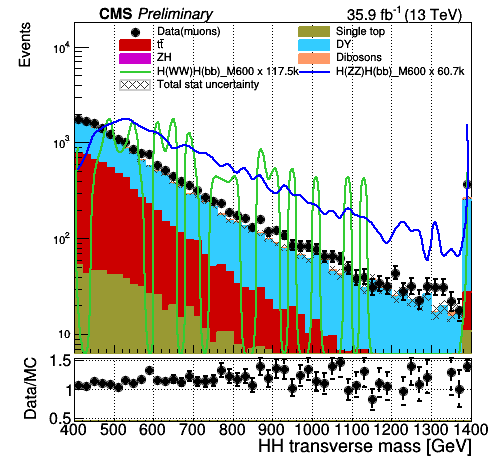 CMS Preliminary 35.9 fb⁻¹ (13 TeV)
Data(muons) Single top
tt̄ DY
ZH Dibosons
H(WW)H(bb)_M600 x 117.5k H(ZZ)H(bb)_M600 x 60.7k
Total stat uncertainty
Events
10⁴
10³
10²
10
Data/MC
1.5
1
0.5
400 500 600 700 800 900 1000 1100 1200 1300 1400
HH transverse mass [GeV]